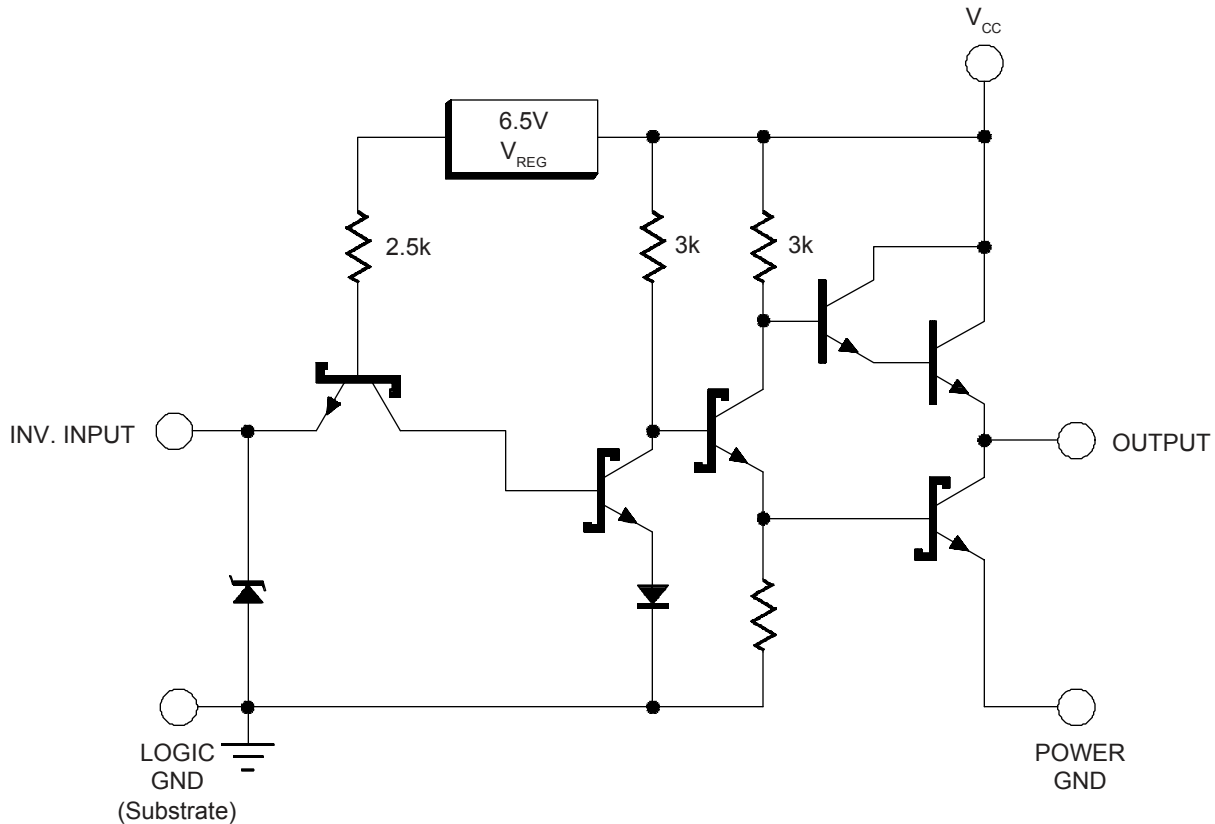 V_CC
6.5V
V_REG
2.5k
3k
3k
INV. INPUT
OUTPUT
LOGIC
GND
(Substrate)
POWER
GND